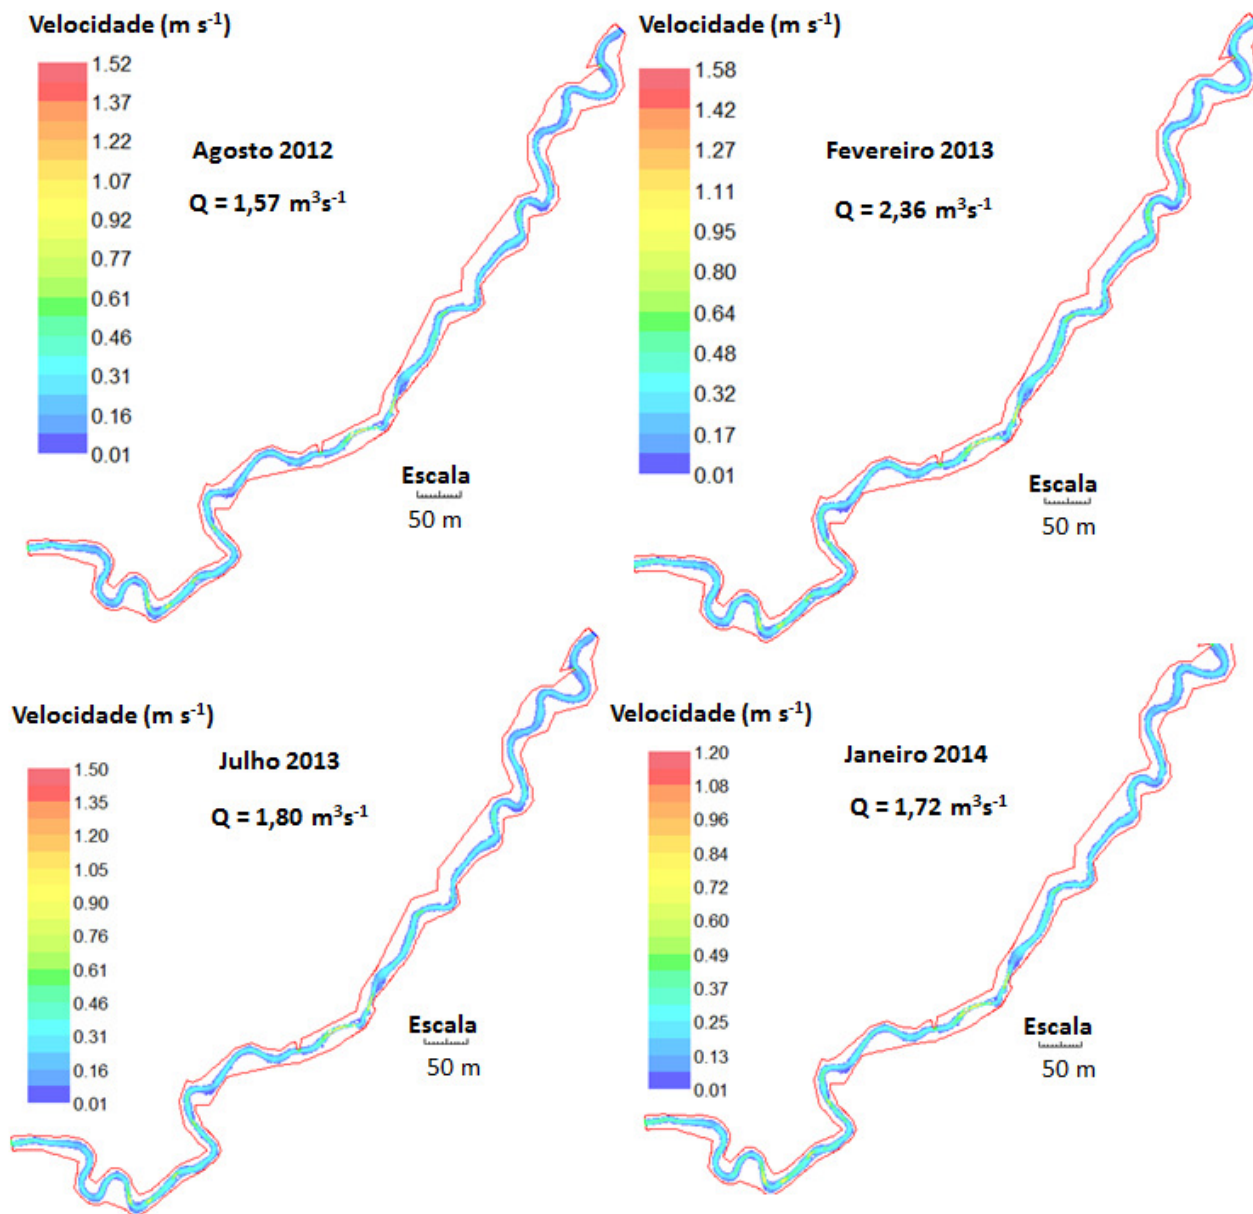 Velocidade (m s-1)
1.52
1.37
1.22
1.07
0.92
0.77
0.61
0.46
0.31
0.16
0.01
Agosto 2012
Q = 1,57 m³s-1
Escala
50 m
Velocidade (m s-1)
1.58
1.42
1.27
1.11
0.95
0.80
0.64
0.48
0.32
0.17
0.01
Fevereiro 2013
Q = 2,36 m³s-1
Escala
50 m
Velocidade (m s-1)
1.50
1.35
1.20
1.05
0.90
0.76
0.61
0.46
0.31
0.16
0.01
Julho 2013
Q = 1,80 m³s-1
Escala
50 m
Velocidade (m s-1)
1.20
1.08
0.96
0.84
0.72
0.60
0.49
0.37
0.25
0.13
0.01
Janeiro 2014
Q = 1,72 m³s-1
Escala
50 m